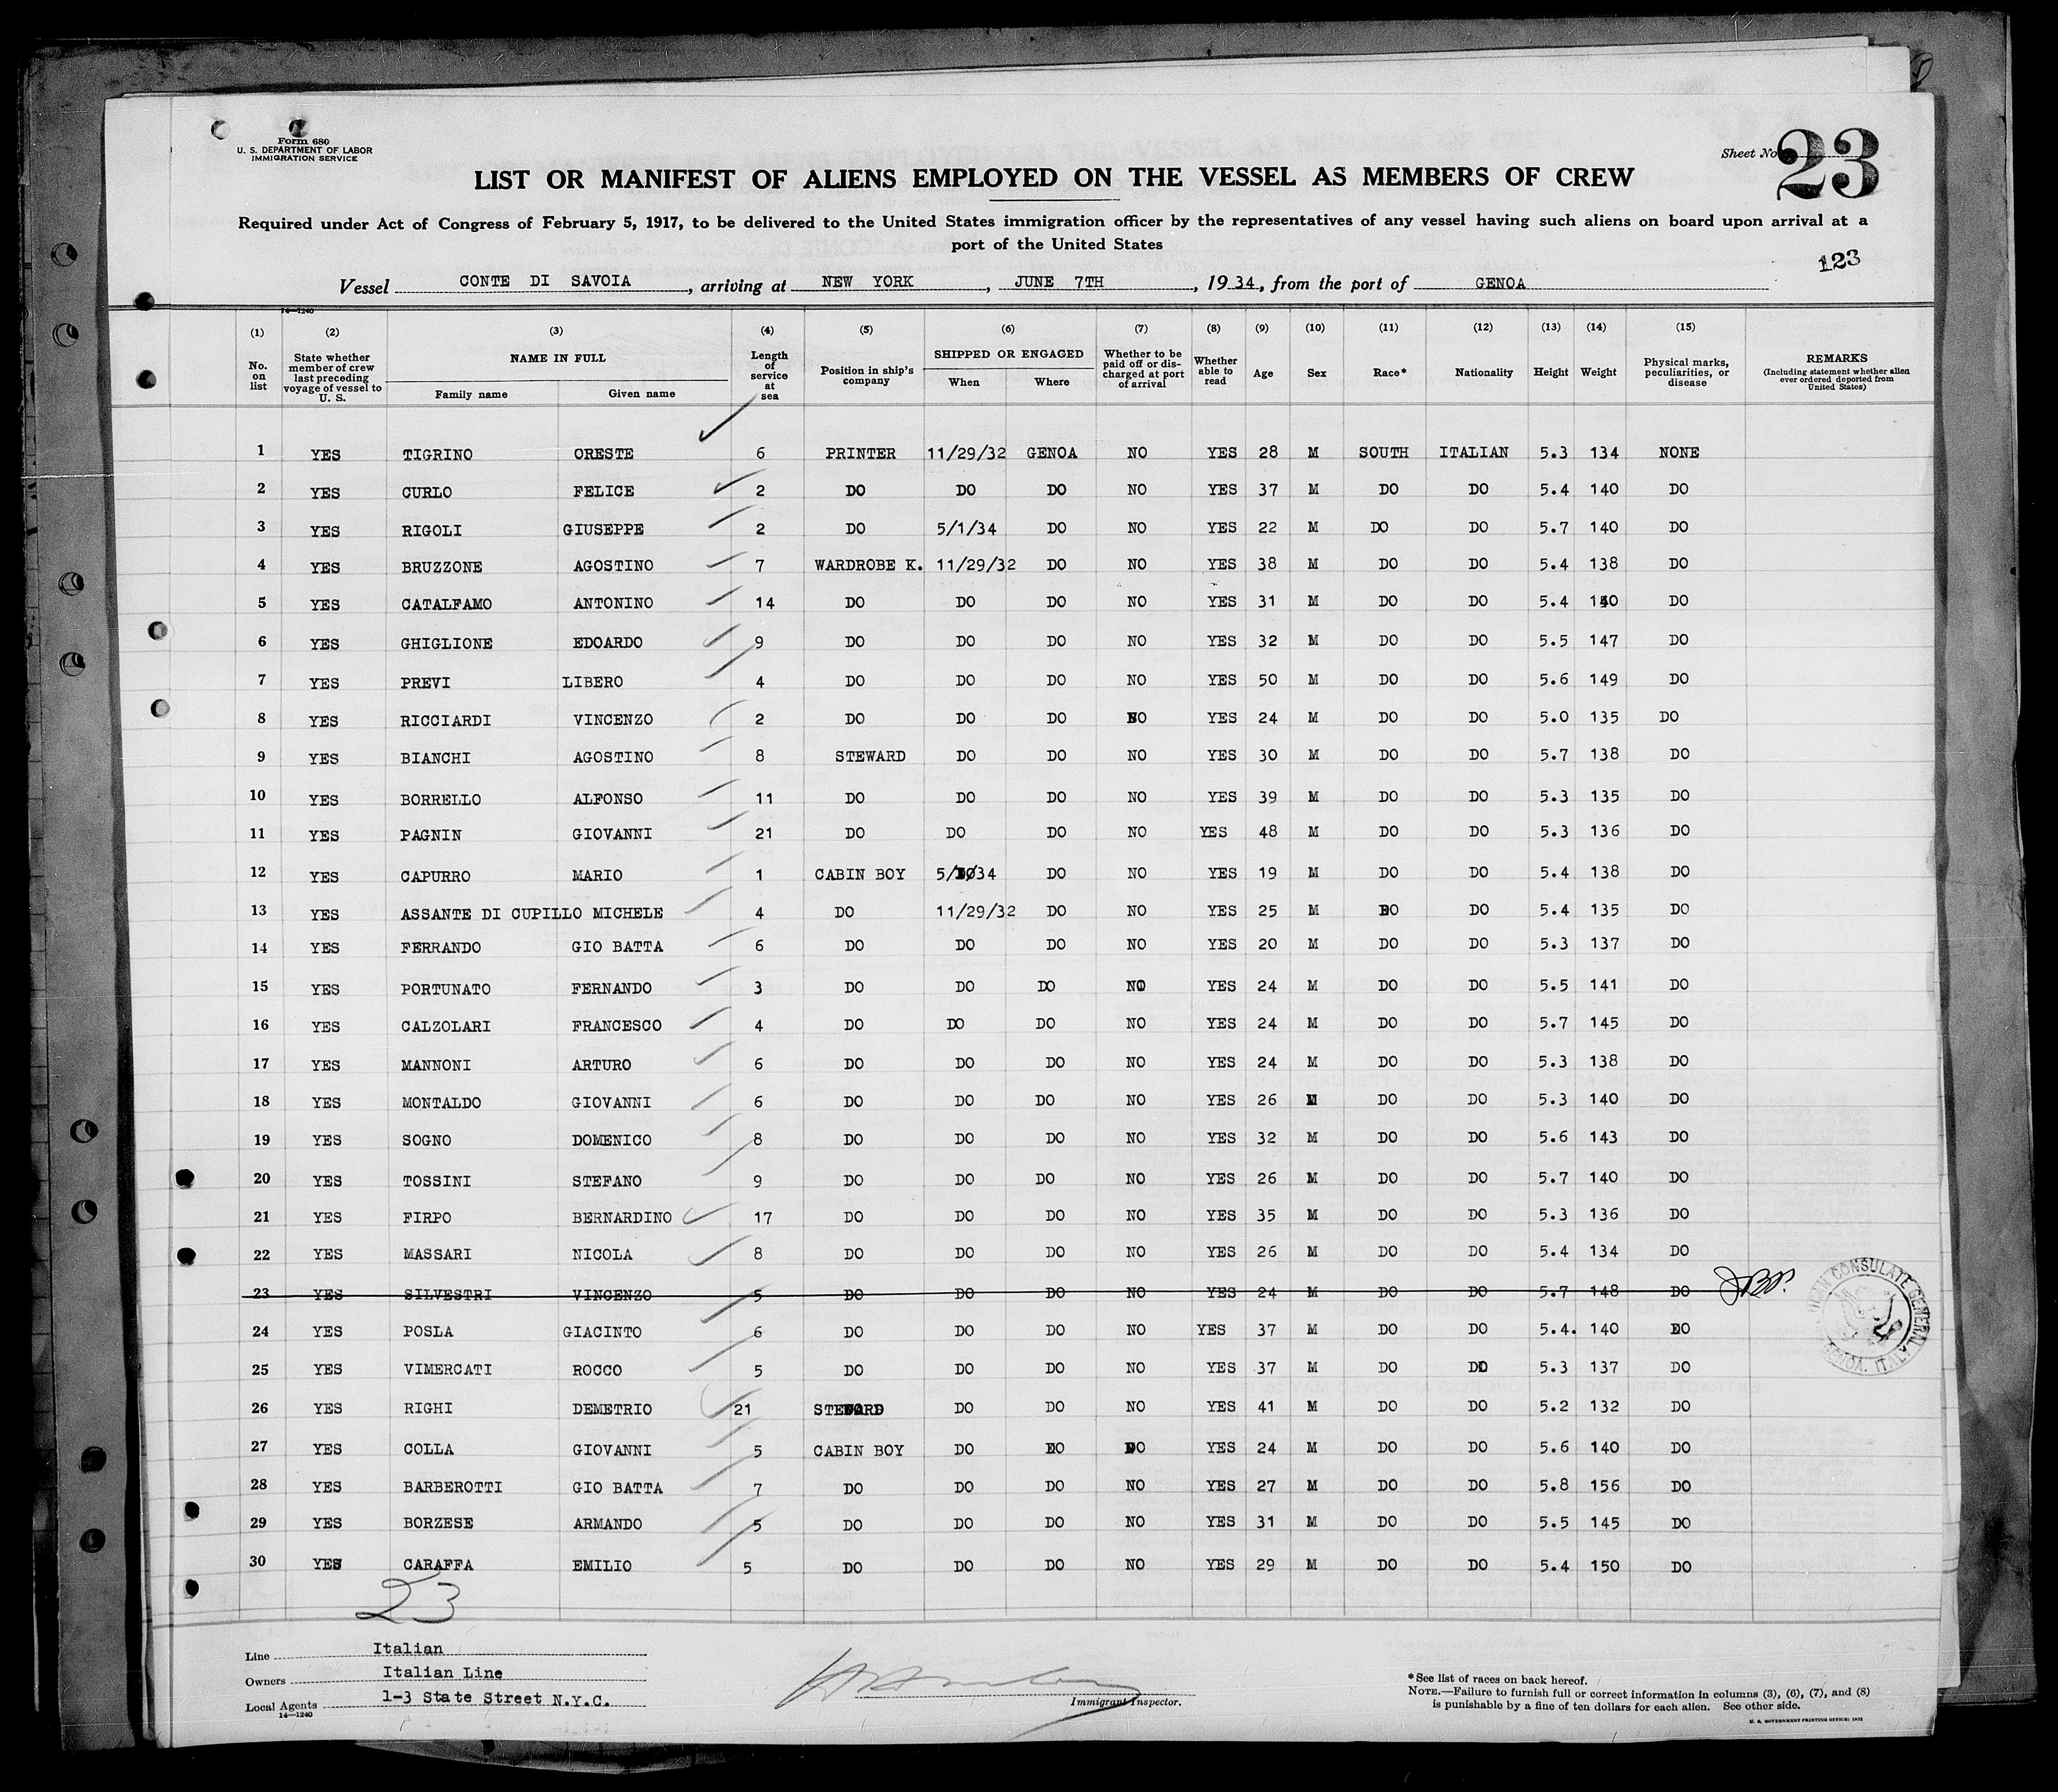 Form 680
U. S. DEPARTMENT OF LABOR
IMMIGRATION SERVICE
Sheet No. 23
LIST OR MANIFEST OF ALIENS EMPLOYED ON THE VESSEL AS MEMBERS OF CREW
Required under Act of Congress of February 5, 1917, to be delivered to the United States immigration officer by the representatives of any vessel having such aliens on board upon arrival at a
port of the United States
123
Vessel CONTE DI SAVOIA, arriving at NEW YORK, JUNE 7TH, 1934, from the port of GENOA
14—1240
(1) No. on list (2) State whether member of crew last preceding voyage of vessel to U. S. (3) NAME IN FULL Family name Given name (4) Length of service at sea (5) Position in ship's company (6) SHIPPED OR ENGAGED When Where (7) Whether to be paid off or discharged at port of arrival (8) Whether able to read (9) Age (10) Sex (11) Race* (12) Nationality (13) Height (14) Weight (15) Physical marks, peculiarities, or disease REMARKS (Including statement whether alien ever ordered deported from United States)
1 YES TIGRINO ORESTE 6 PRINTER 11/29/32 GENOA NO YES 28 M SOUTH ITALIAN 5.3 134 NONE
2 YES CURLO FELICE 2 DO DO DO NO YES 37 M DO DO 5.4 140 DO
3 YES RIGOLI GIUSEPPE 2 DO 5/1/34 DO NO YES 22 M DO DO 5.7 140 DO
4 YES BRUZZONE AGOSTINO 7 WARDROBE K. 11/29/32 DO NO YES 38 M DO DO 5.4 138 DO
5 YES CATALFAMO ANTONINO 14 DO DO DO NO YES 31 M DO DO 5.4 DO
6 YES GHIGLIONE EDOARDO 9 DO DO DO NO YES 32 M DO DO 5.5 147 DO
7 YES PREVI LIBERO 4 DO DO DO NO YES 50 M DO DO 5.6 149 DO
8 YES RICCIARDI VINCENZO 2 DO DO DO NO YES 24 M DO DO 5.0 135 DO
9 YES BIANCHI AGOSTINO 8 STEWARD DO DO NO YES 30 M DO DO 5.7 138 DO
10 YES BORRELLO ALFONSO 11 DO DO DO NO YES 39 M DO DO 5.3 135 DO
11 YES PAGNIN GIOVANNI 21 DO DO DO NO YES 48 M DO DO 5.3 136 DO
12 YES CAPURRO MARIO 1 CABIN BOY DO NO YES 19 M DO DO 5.4 138 DO
13 YES ASSANTE DI CUPILLO MICHELE 4 DO 11/29/32 DO NO YES 25 M DO DO 5.4 135 DO
14 YES FERRANDO GIO BATTA 6 DO DO DO NO YES 20 M DO DO 5.3 137 DO
15 YES PORTUNATO FERNANDO 3 DO DO DO NO YES 24 M DO DO 5.5 141 DO
16 YES CALZOLARI FRANCESCO 4 DO DO DO NO YES 24 M DO DO 5.7 145 DO
17 YES MANNONI ARTURO 6 DO DO DO NO YES 24 M DO DO 5.3 138 DO
18 YES MONTALDO GIOVANNI 6 DO DO DO NO YES 26 M DO DO 5.3 140 DO
19 YES SOGNO DOMENICO 8 DO DO DO NO YES 32 M DO DO 5.6 143 DO
20 YES TOSSINI STEFANO 9 DO DO DO NO YES 26 M DO DO 5.7 140 DO
21 YES FIRPO BERNARDINO 17 DO DO DO NO YES 35 M DO DO 5.3 136 DO
22 YES MASSARI NICOLA 8 DO DO DO NO YES 26 M DO DO 5.4 134 DO
23 YES SILVESTRI VINCENZO 5 DO DO DO NO YES 24 M DO DO 5.7 148 DO
CONSULATE GENERAL GENOA, ITALY
24 YES POSLA GIACINTO 6 DO DO DO NO YES 37 M DO DO 5.4. 140 DO
25 YES VIMERCATI ROCCO 5 DO DO DO NO YES 37 M DO DO 5.3 137 DO
26 YES RIGHI DEMETRIO 21 STEWARD DO DO NO YES 41 M DO DO 5.2 132 DO
27 YES COLLA GIOVANNI 5 CABIN BOY DO DO NO YES 24 M DO DO 5.6 140 DO
28 YES BARBEROTTI GIO BATTA 7 DO DO DO NO YES 27 M DO DO 5.8 156 DO
29 YES BORZESE ARMANDO 5 DO DO DO NO YES 31 M DO DO 5.5 145 DO
30 YES CARAFFA EMILIO 5 DO DO DO NO YES 29 M DO DO 5.4 150 DO
23
Line Italian
Owners Italian Line
Local Agents 1-3 State Street N.Y.C.
14—1240
Immigrant Inspector.
*See list of races on back hereof.
NOTE.—Failure to furnish full or correct information in columns (3), (6), (7), and (8)
is punishable by a fine of ten dollars for each alien. See other side.
U. S. GOVERNMENT PRINTING OFFICE: 1932